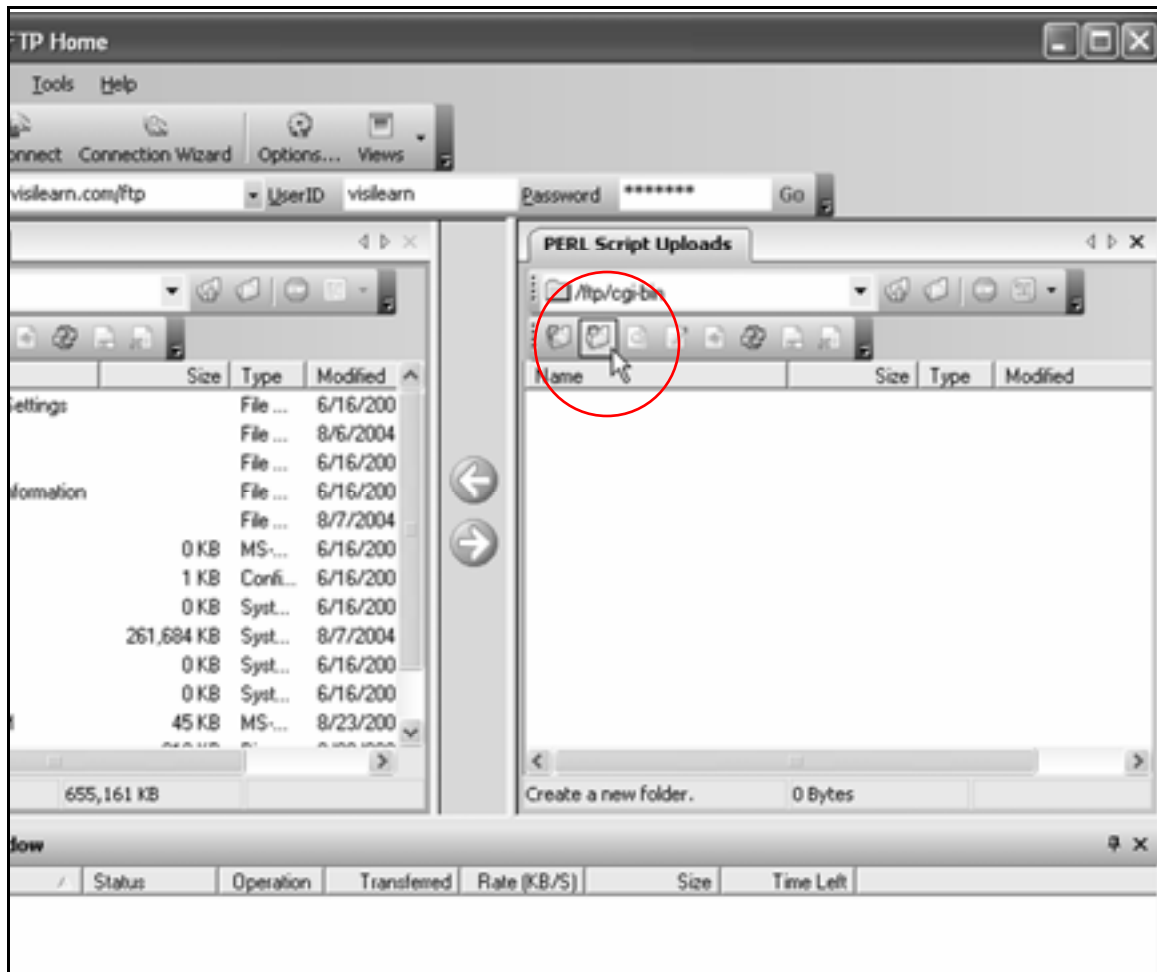 FTP Home
Tools Help
onnect Connection Wizard Options... Views
visilearn.com/ftp UserID visilearn Password ******* Go
PERL Script Uploads
/ftp/cgi-bin
Size Type Modified
Name Size Type Modified
Settings File ... 6/16/200
File ... 8/6/2004
File ... 6/16/200
nformation File ... 6/16/200
File ... 8/7/2004
0 KB MS-... 6/16/200
1 KB Confi... 6/16/200
0 KB Syst... 6/16/200
261,684 KB Syst... 8/7/2004
0 KB Syst... 6/16/200
0 KB Syst... 6/16/200
45 KB MS-... 8/23/200
655,161 KB
Create a new folder. 0 Bytes
dow
Status Operation Transferred Rate (KB/S) Size Time Left